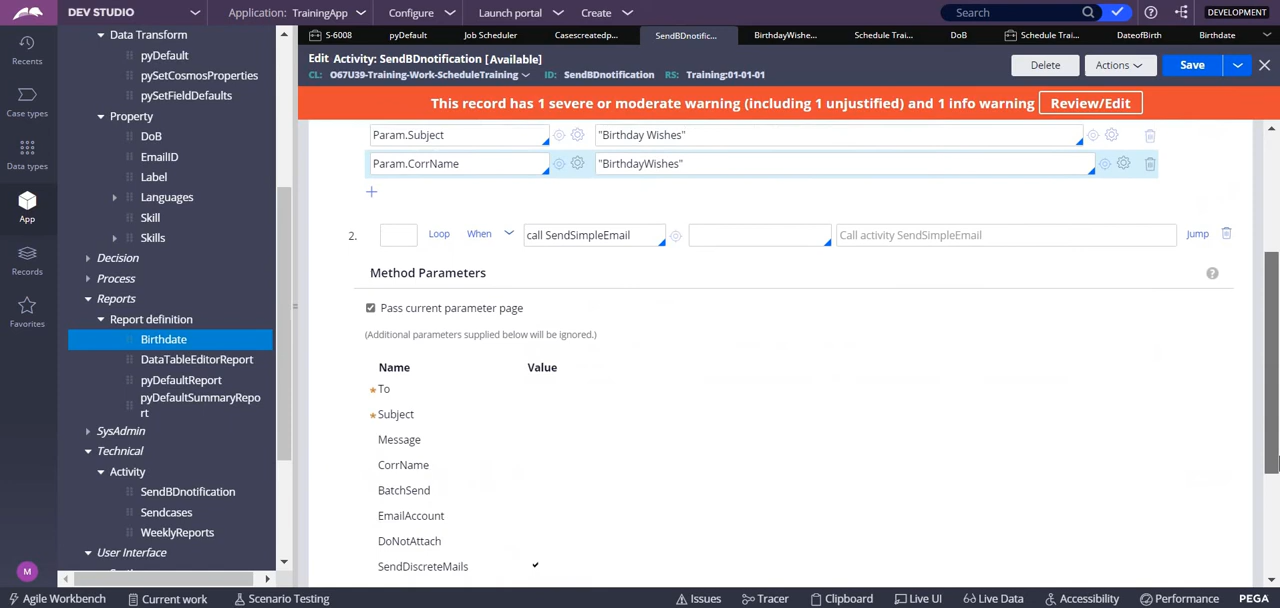 DEV STUDIO Application: TrainingApp Configure Launch portal Create Search DEVELOPMENT
S-6008 pyDefault Job Scheduler Casescreatedp... SendBDnotific... BirthdayWishe... Schedule Trai... DoB Schedule Trai... DateofBirth Birthdate
Recents
Case types
Data types
App
Records
Favorites
M
Data Transform
pyDefault
pySetCosmosProperties
pySetFieldDefaults
Property
DoB
EmailID
Label
Languages
Skill
Skills
Decision
Process
Reports
Report definition
Birthdate
DataTableEditorReport
pyDefaultReport
pyDefaultSummaryRepo
rt
SysAdmin
Technical
Activity
SendBDnotification
Sendcases
WeeklyReports
User Interface
Edit Activity: SendBDnotification [Available]
CL: O67U39-Training-Work-ScheduleTraining ID: SendBDnotification RS: Training:01-01-01
Delete Actions Save
This record has 1 severe or moderate warning (including 1 unjustified) and 1 info warning Review/Edit
Param.Subject "Birthday Wishes"
Param.CorrName "BirthdayWishes"
2. Loop When call SendSimpleEmail Call activity SendSimpleEmail Jump
Method Parameters
Pass current parameter page
(Additional parameters supplied below will be ignored.)
Name Value
To
Subject
Message
CorrName
BatchSend
EmailAccount
DoNotAttach
SendDiscreteMails
Agile Workbench Current work Scenario Testing Issues Tracer Clipboard Live UI Live Data Accessibility Performance PEGA